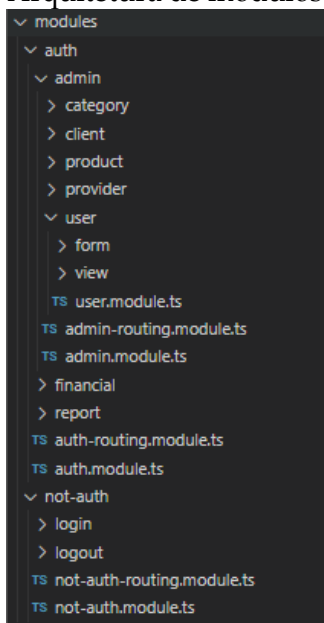 Arquitetura de módulos
modules
auth
admin
category
client
product
provider
user
form
view
TS user.module.ts
TS admin-routing.module.ts
TS admin.module.ts
financial
report
TS auth-routing.module.ts
TS auth.module.ts
not-auth
login
logout
TS not-auth-routing.module.ts
TS not-auth.module.ts